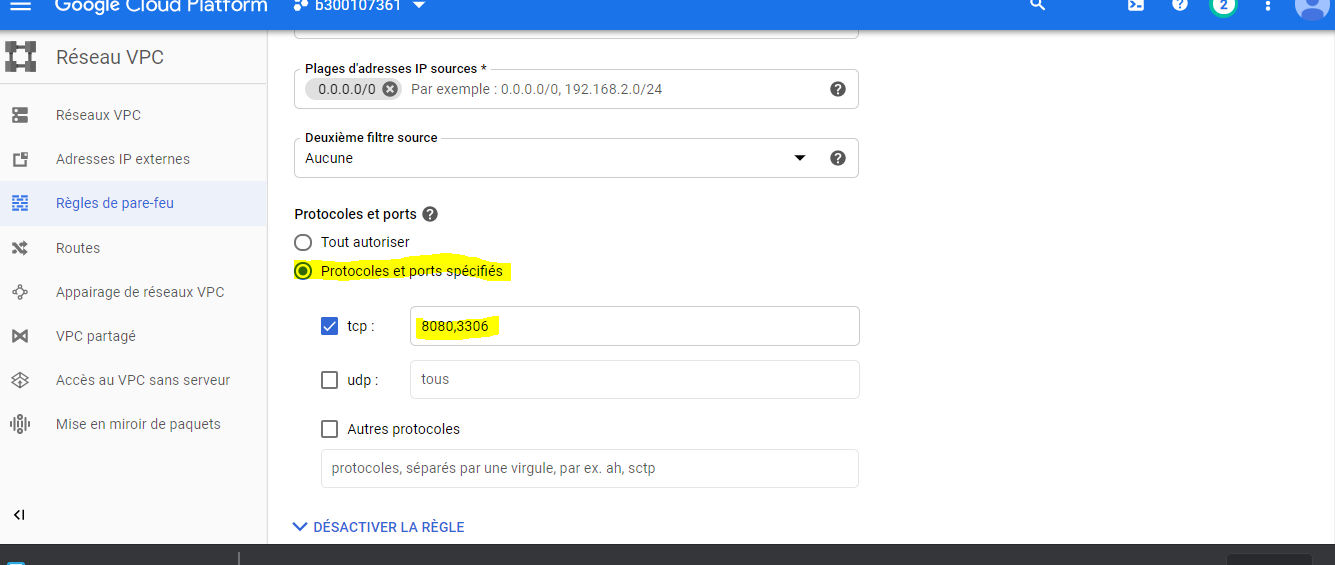 Google Cloud Platform
b300107361
2
Réseau VPC
Réseaux VPC
Adresses IP externes
Règles de pare-feu
Routes
Appairage de réseaux VPC
VPC partagé
Accès au VPC sans serveur
Mise en miroir de paquets
Plages d'adresses IP sources *
0.0.0.0/0 Par exemple : 0.0.0.0/0, 192.168.2.0/24
Deuxième filtre source
Aucune
Protocoles et ports
Tout autoriser
Protocoles et ports spécifiés
tcp : 8080,3306
udp : tous
Autres protocoles
protocoles, séparés par une virgule, par ex. ah, sctp
DÉSACTIVER LA RÈGLE